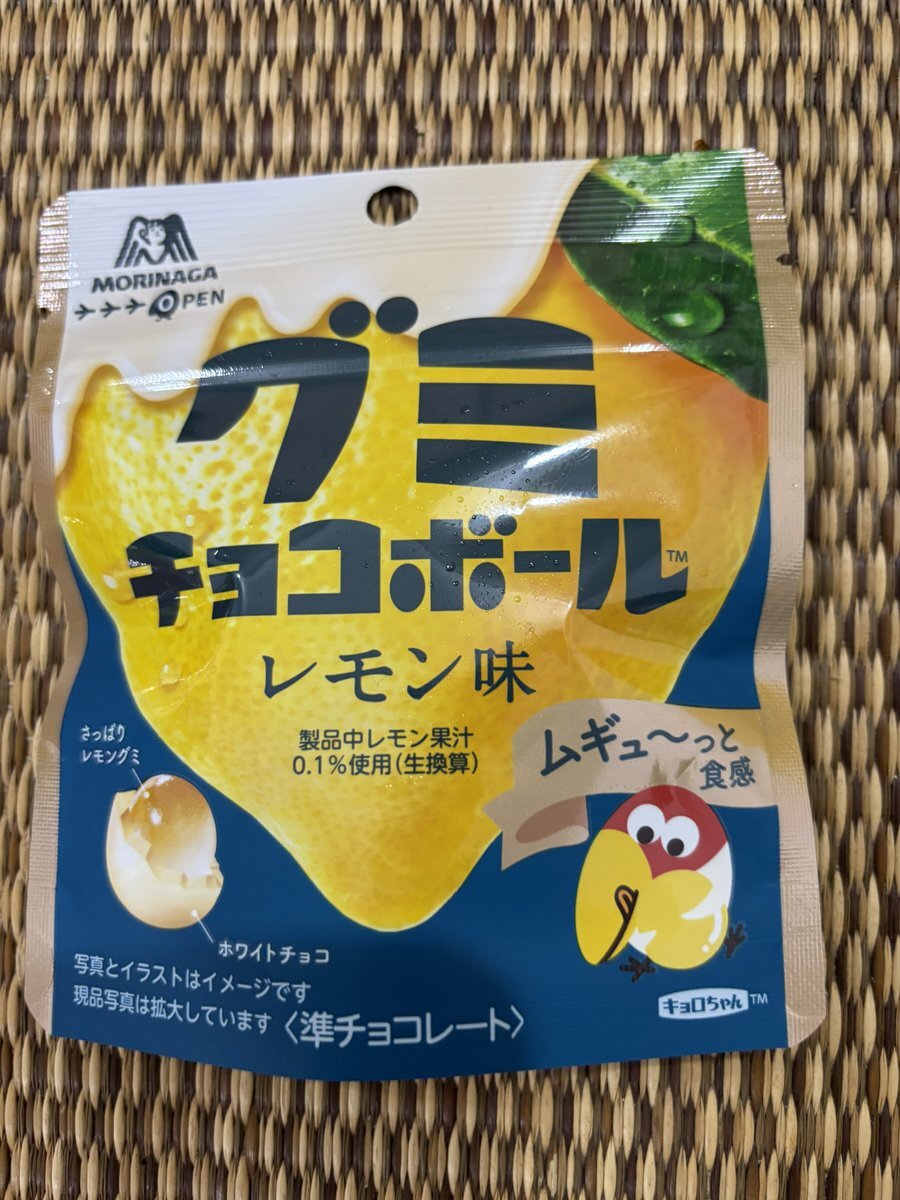 MORINAGA
OPEN
グミ
チョコボール™
レモン味
製品中レモン果汁
0.1%使用(生換算)
ムギュ〜っと
食感
さっぱり
レモングミ
ホワイトチョコ
写真とイラストはイメージです
現品写真は拡大しています
〈準チョコレート〉
キョロちゃん™